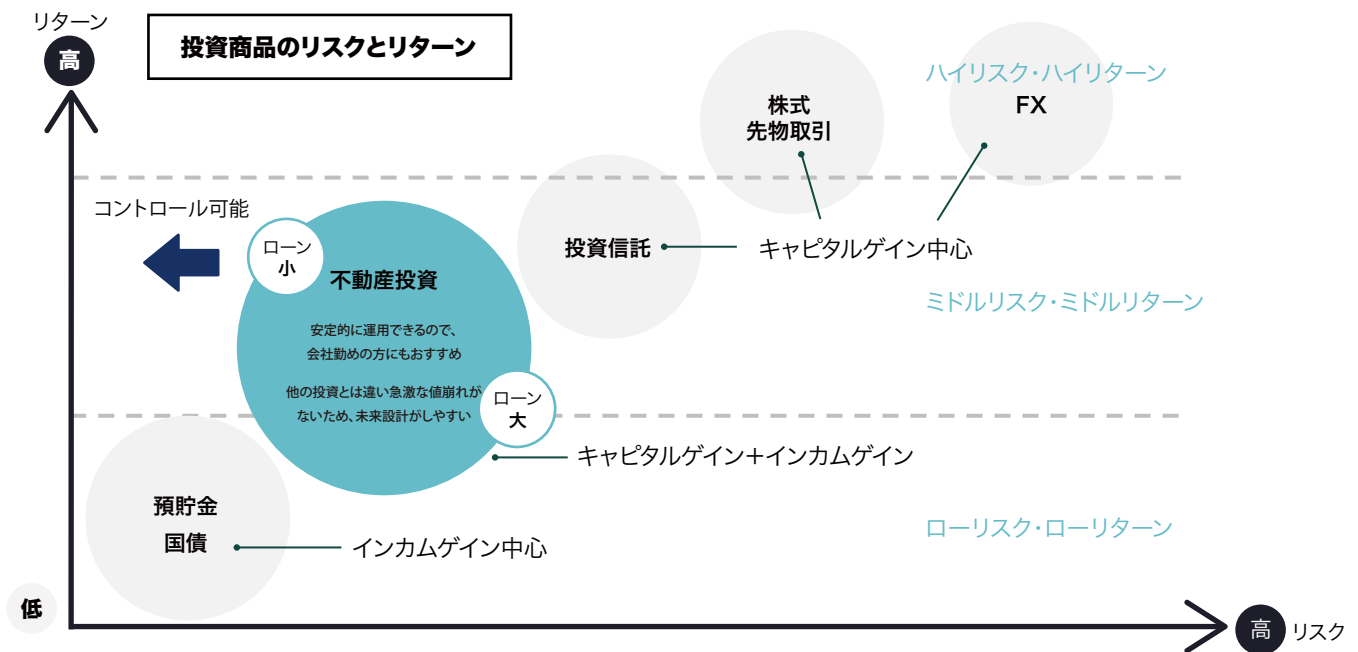 リターン
高
投資商品のリスクとリターン
ハイリスク・ハイリターン
株式
先物取引
FX
コントロール可能
ローン
小
不動産投資
安定的に運用できるので、
会社勤めの方にもおすすめ
他の投資とは違い急激な値崩れが
ないため、未来設計がしやすい
ローン
大
投資信託
キャピタルゲイン中心
ミドルリスク・ミドルリターン
キャピタルゲイン＋インカムゲイン
預貯金
国債
インカムゲイン中心
ローリスク・ローリターン
低
高
リスク